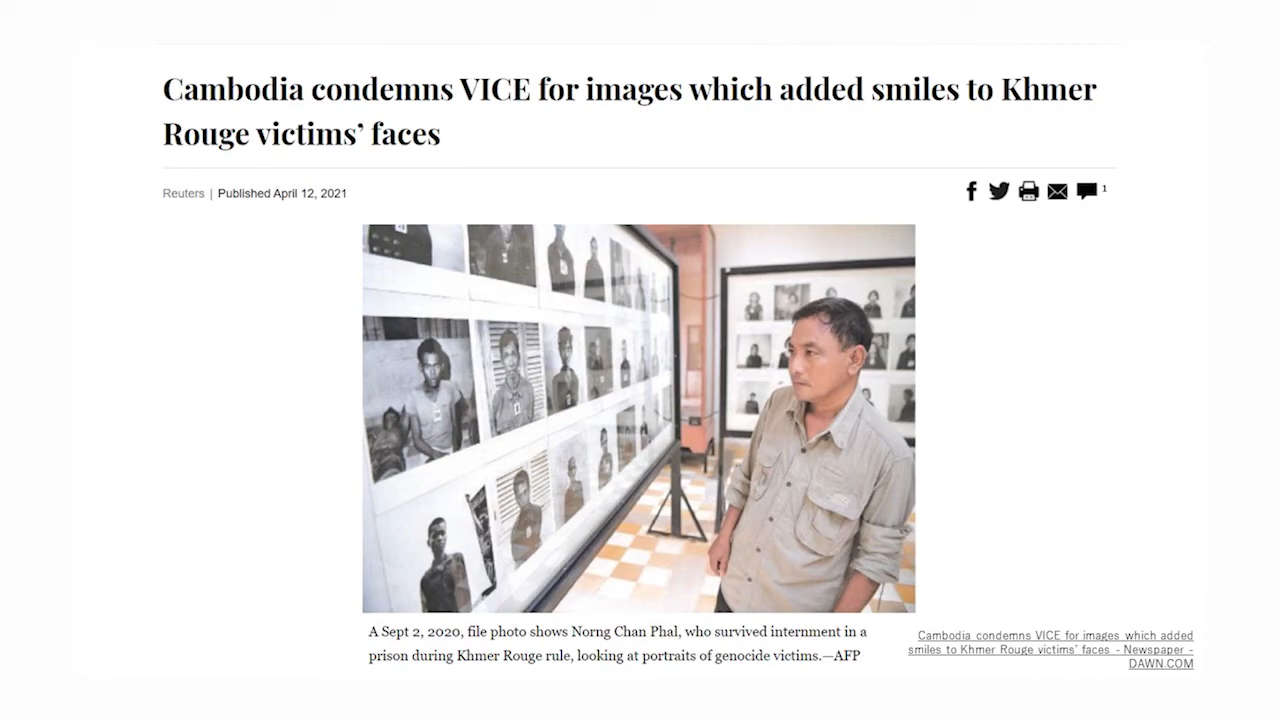 Cambodia condemns VICE for images which added smiles to Khmer
Rouge victims’ faces
Reuters | Published April 12, 2021
1
A Sept 2, 2020, file photo shows Norng Chan Phal, who survived internment in a
prison during Khmer Rouge rule, looking at portraits of genocide victims.—AFP
Cambodia condemns VICE for images which added
smiles to Khmer Rouge victims’ faces - Newspaper -
DAWN.COM